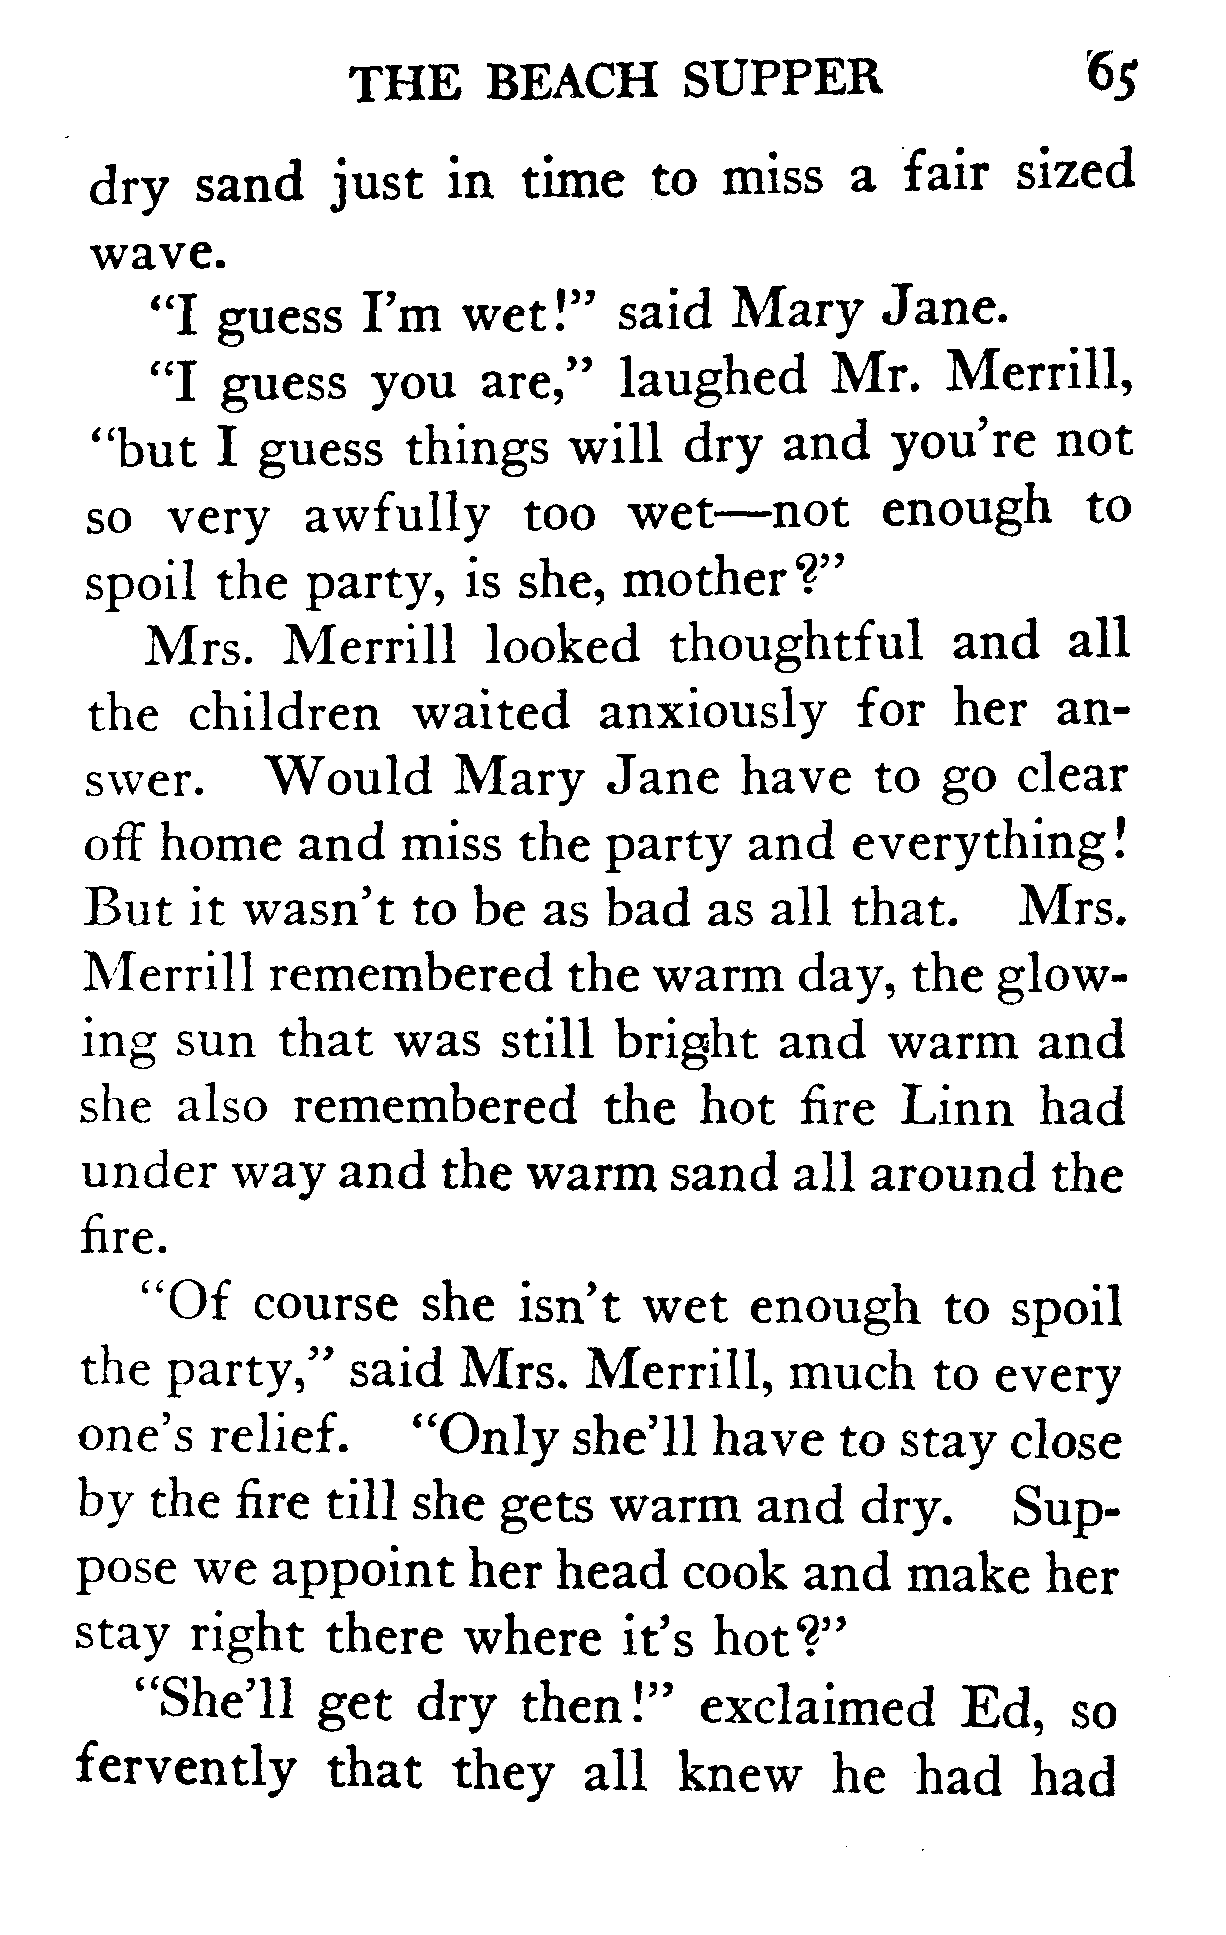 THE BEACH SUPPER 65
dry sand just in time to miss a fair sized
wave.
"I guess I'm wet!" said Mary Jane.
"I guess you are," laughed Mr. Merrill,
"but I guess things will dry and you're not
so very awfully too wet—not enough to
spoil the party, is she, mother?"
Mrs. Merrill looked thoughtful and all
the children waited anxiously for her an-
swer. Would Mary Jane have to go clear
off home and miss the party and everything!
But it wasn't to be as bad as all that. Mrs.
Merrill remembered the warm day, the glow-
ing sun that was still bright and warm and
she also remembered the hot fire Linn had
under way and the warm sand all around the
fire.
"Of course she isn't wet enough to spoil
the party," said Mrs. Merrill, much to every
one's relief. "Only she'll have to stay close
by the fire till she gets warm and dry. Sup-
pose we appoint her head cook and make her
stay right there where it's hot?"
"She'll get dry then!" exclaimed Ed, so
fervently that they all knew he had had